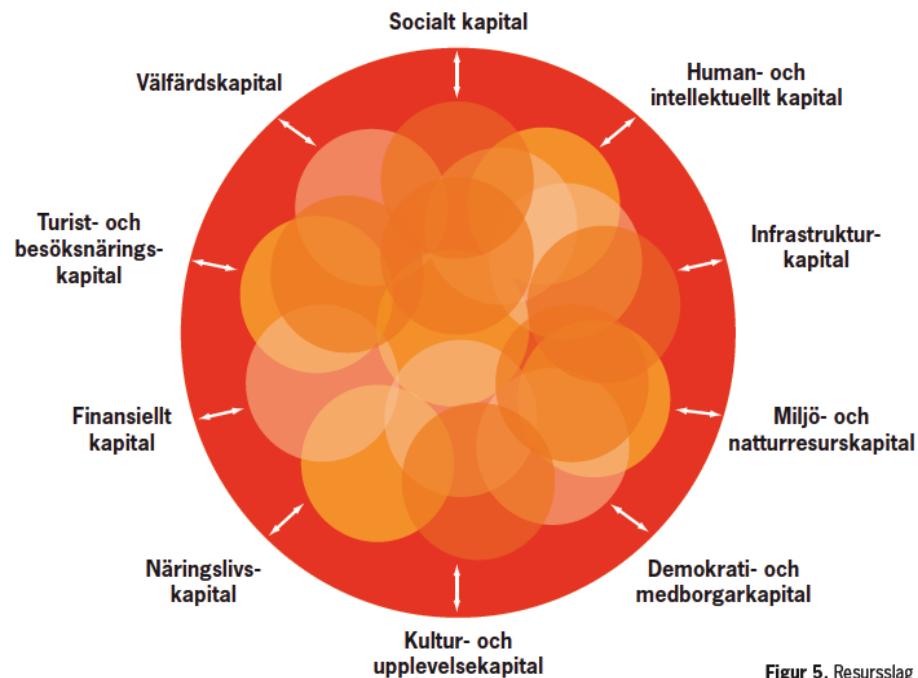 Socialt kapital
Human- och
intellektuellt kapital
Infrastruktur-
kapital
Miljö- och
natturresurskapital
Demokrati- och
medborgarkapital
Kultur- och
upplevelsekapital
Näringslivs-
kapital
Finansiellt
kapital
Turist- och
besöksnärings-
kapital
Välfärdskapital
Figur 5. Resursslag